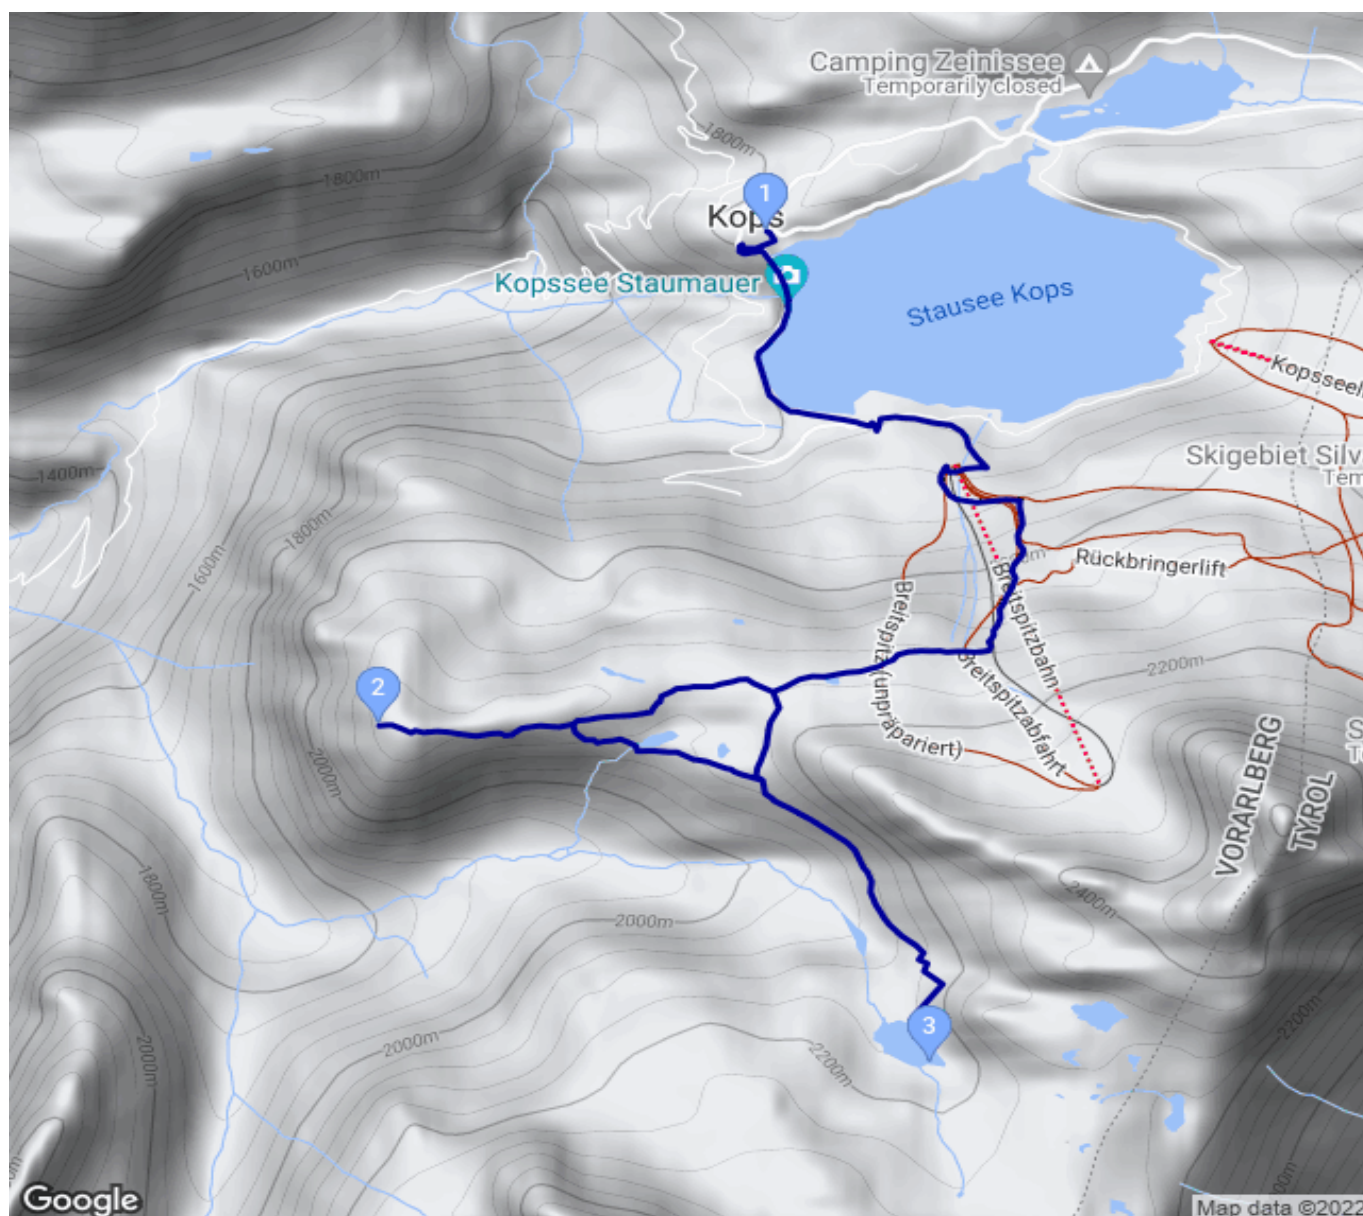 Camping Zeinissee
Temporarily closed
1800m
1800m
1
Kops
1600m
Kopssee Staumauer
Stausee Kops
Kopsseel
Skigebiet Silv
Tem
1400m
1800m
1600m
Rückbringerlift
Breitspitzbahn
Breitspitz (unpräpariert)
Breitspitzabfahrt
2200m
2
2000m
VORARLBERG
TYROL
S
1800m
2400m
2000m
2000m
2000m
3
2200m
2200m
Google
Map data ©2022